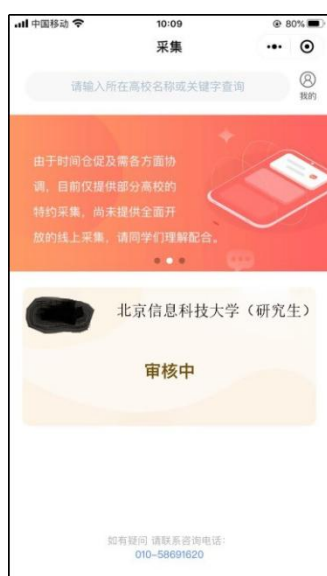 中国移动 10:09 80%
采集
请输入所在高校名称或关键字查询
我的
由于时间仓促及需各方面协
调，目前仅提供部分高校的
特约采集，尚未提供全面开
放的线上采集，请同学们理解配合。
北京信息科技大学（研究生）
审核中
如有疑问 请联系咨询电话：
010-58691620